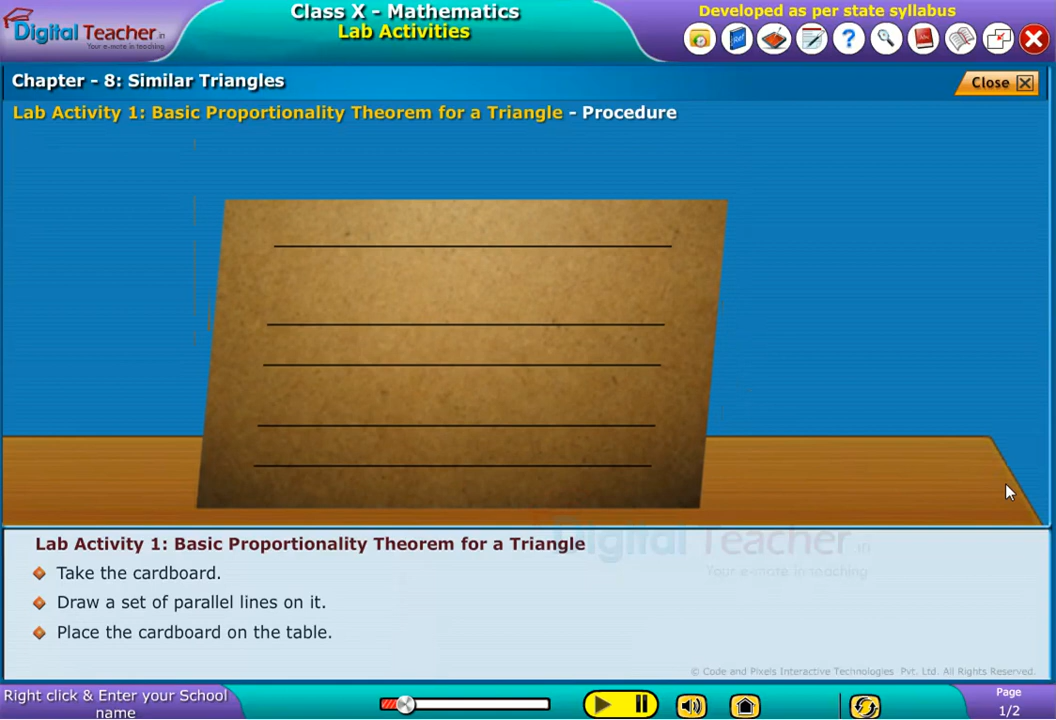 Digital Teacher.in
Your e-mate in teaching
Class X - Mathematics
Lab Activities
Developed as per state syllabus
Chapter - 8: Similar Triangles
Close
Lab Activity 1: Basic Proportionality Theorem for a Triangle - Procedure
Lab Activity 1: Basic Proportionality Theorem for a Triangle
Take the cardboard.
Draw a set of parallel lines on it.
Place the cardboard on the table.
Digital Teacher.in
Your e-mate in teaching
© Code and Pixels Interactive Technologies Pvt. Ltd. All Rights Reserved.
Right click & Enter your School
name
Page
1/2